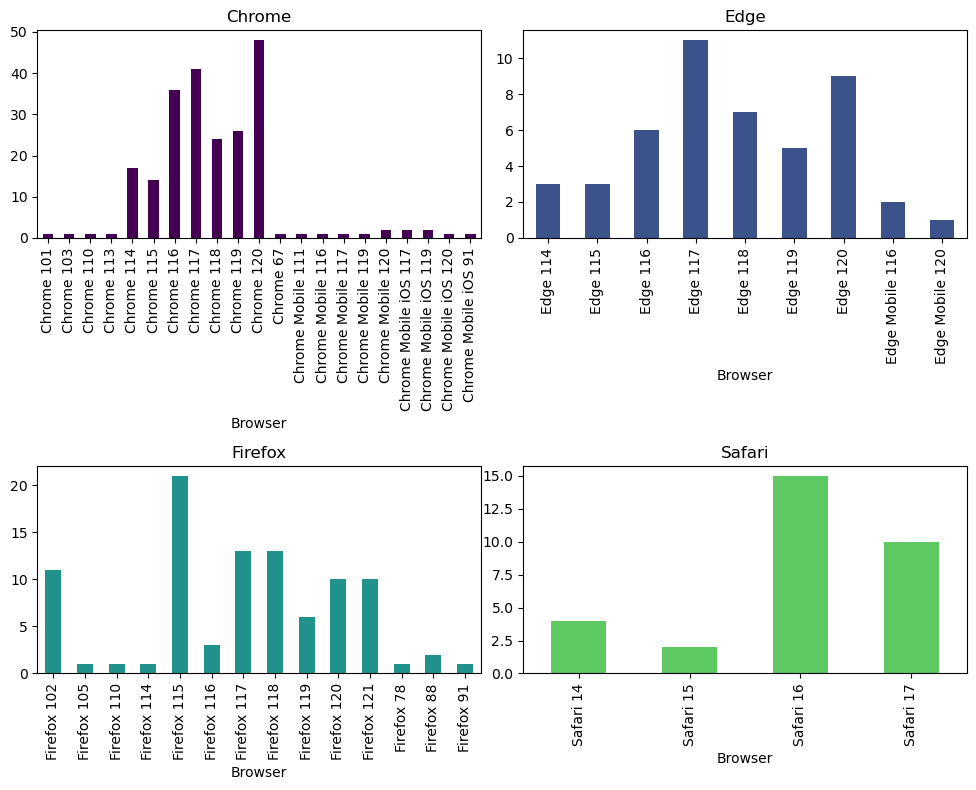 Chrome
50
40
30
20
10
0
Chrome 101
Chrome 103
Chrome 110
Chrome 113
Chrome 114
Chrome 115
Chrome 116
Chrome 117
Chrome 118
Chrome 119
Chrome 120
Chrome 67
Chrome Mobile 111
Chrome Mobile 116
Chrome Mobile 117
Chrome Mobile 119
Chrome Mobile 120
Chrome Mobile iOS 117
Chrome Mobile iOS 119
Chrome Mobile iOS 120
Chrome Mobile iOS 91
Browser
Edge
10
8
6
4
2
0
Edge 114
Edge 115
Edge 116
Edge 117
Edge 118
Edge 119
Edge 120
Edge Mobile 116
Edge Mobile 120
Browser
Firefox
20
15
10
5
0
Firefox 102
Firefox 105
Firefox 110
Firefox 114
Firefox 115
Firefox 116
Firefox 117
Firefox 118
Firefox 119
Firefox 120
Firefox 121
Firefox 78
Firefox 88
Firefox 91
Browser
Safari
15.0
12.5
10.0
7.5
5.0
2.5
0.0
Safari 14
Safari 15
Safari 16
Safari 17
Browser